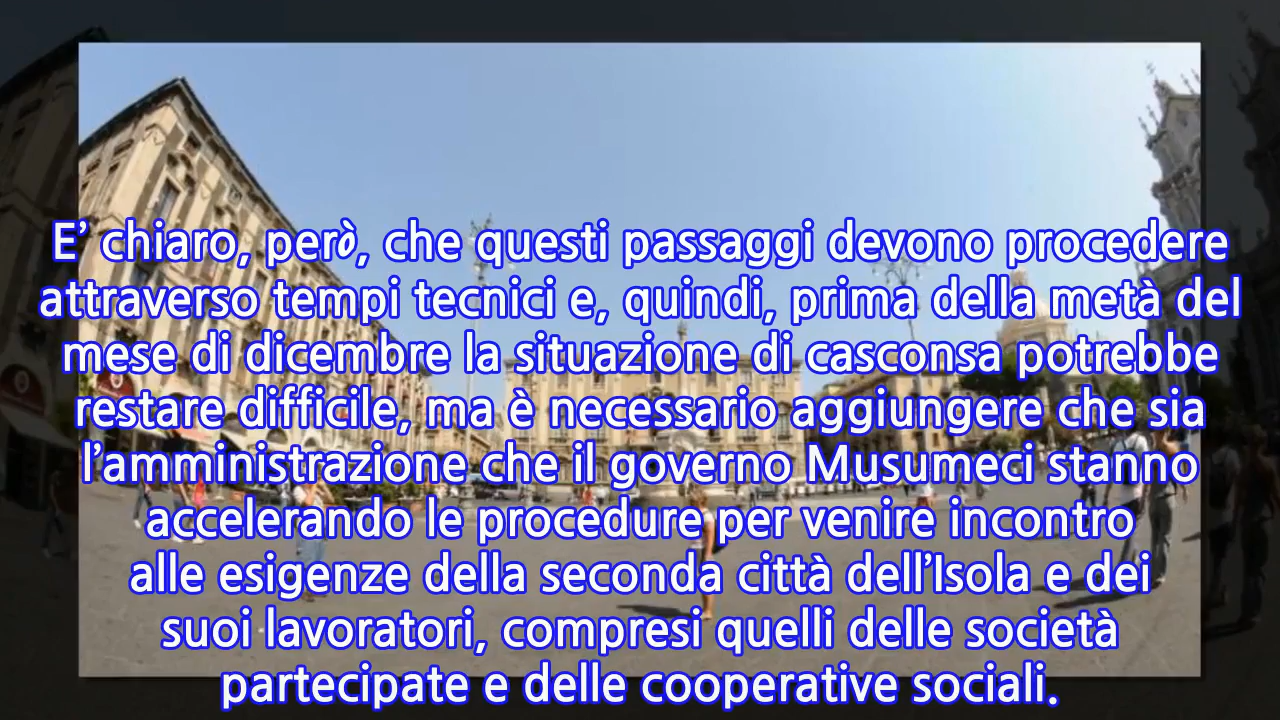 E’ chiaro, però, che questi passaggi devono procedere
attraverso tempi tecnici e, quindi, prima della metà del
mese di dicembre la situazione di casconsa potrebbe
restare difficile, ma è necessario aggiungere che sia
l’amministrazione che il governo Musumeci stanno
accelerando le procedure per venire incontro
alle esigenze della seconda città dell’Isola e dei
suoi lavoratori, compresi quelli delle società
partecipate e delle cooperative sociali.